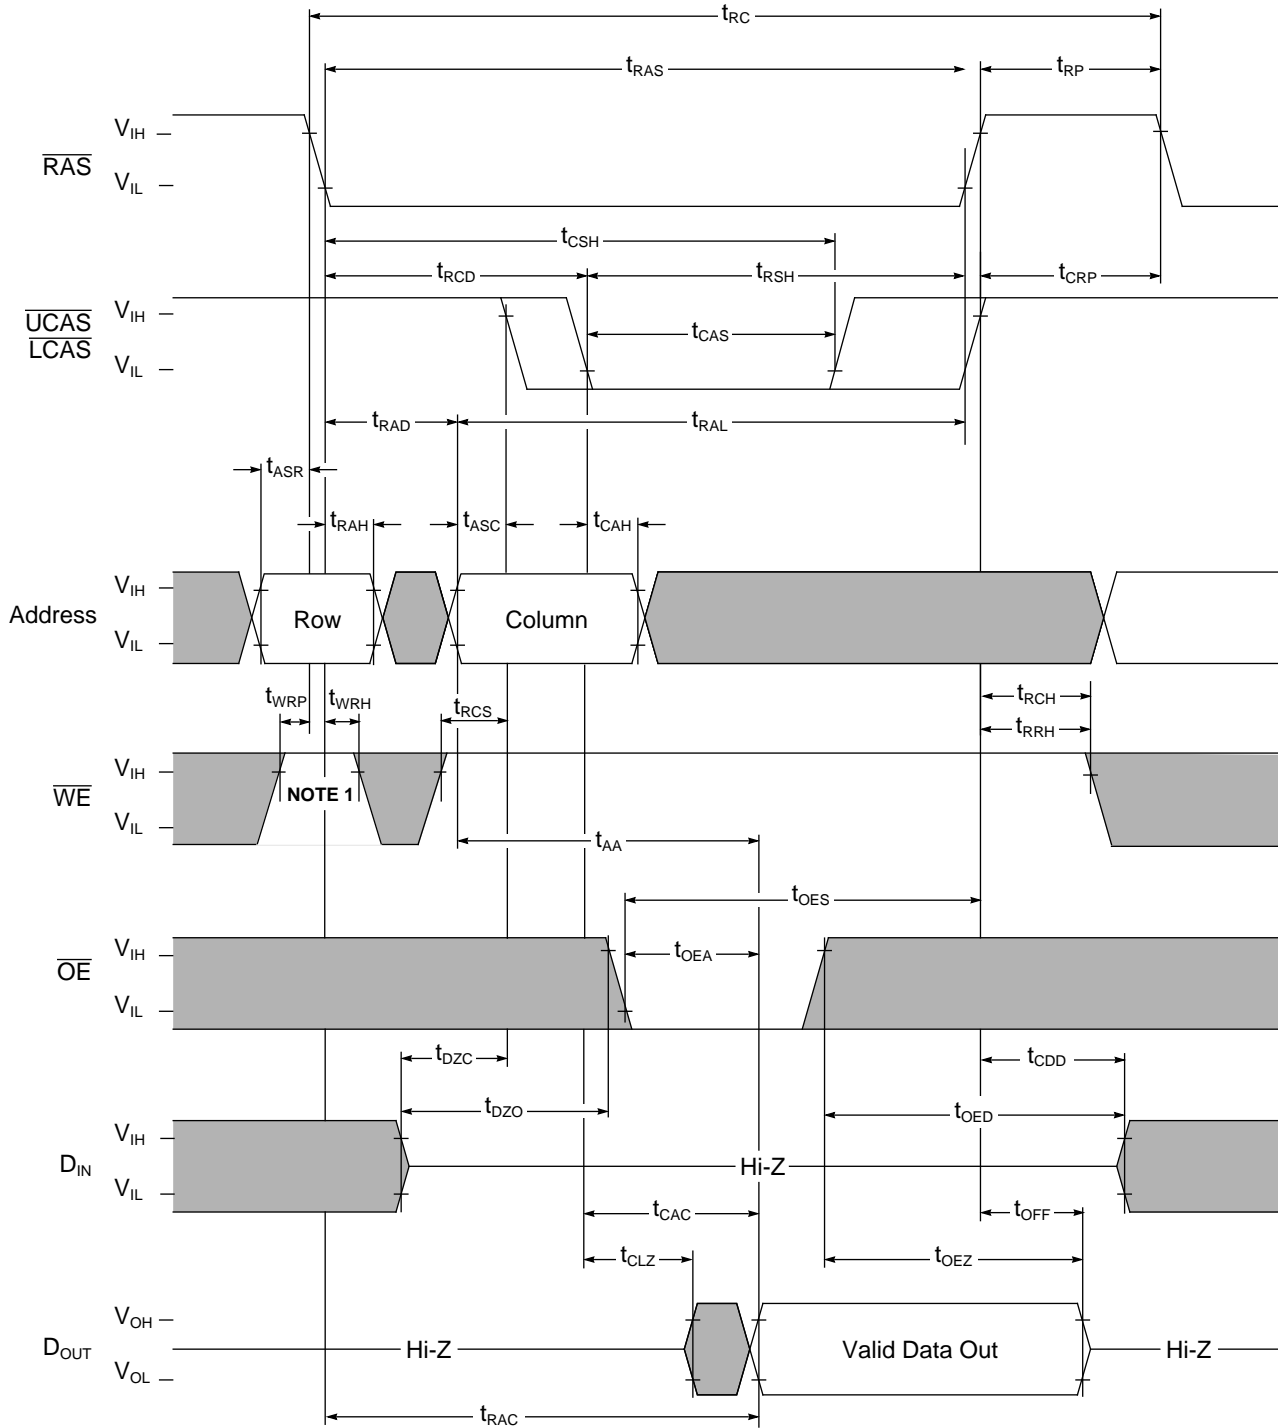 tRC
tRAS tRP
VIH
RAS
VIL
tCSH
tRCD tRSH tCRP
VIH
UCAS
LCAS
tCAS
VIL
tRAD tRAL
tASR
tRAH tASC tCAH
VIH
Address Row Column
VIL
tWRP tWRH tRCS tRCH
tRRH
VIH
WE NOTE 1
VIL
tAA
tOES
VIH
OE tOEA
VIL
tDZC tCDD
tDZO tOED
VIH
DIN Hi-Z
VIL
tCAC tOFF
tCLZ tOEZ
VOH
DOUT Hi-Z Valid Data Out Hi-Z
VOL
tRAC